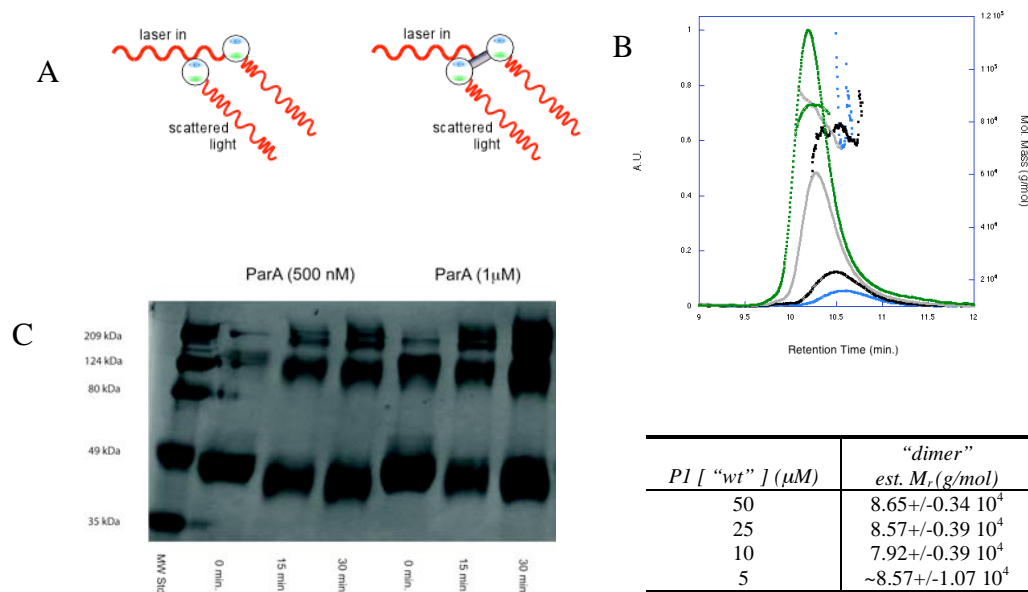 A
laser in
scattered
light
laser in
scattered
light
B
A.U.
1
0.8
0.6
0.4
0.2
0
1.2 10⁵
1 10⁵
8 10⁴
6 10⁴
4 10⁴
2 10⁴
Mol. Mass (g/mol)
9 9.5 10 10.5 11 11.5 12
Retention Time (min.)
C
ParA (500 nM) ParA (1µM)
209 kDa
124 kDa
80 kDa
49 kDa
35 kDa
MW Std
0 min.
15 min.
30 min.
0 min.
15 min.
30 min.
P1 [ “wt” ] (µM) “dimer” est. Mr (g/mol)
50 8.65+/-0.34 10⁴
25 8.57+/-0.39 10⁴
10 7.92+/-0.39 10⁴
5 ~8.57+/-1.07 10⁴